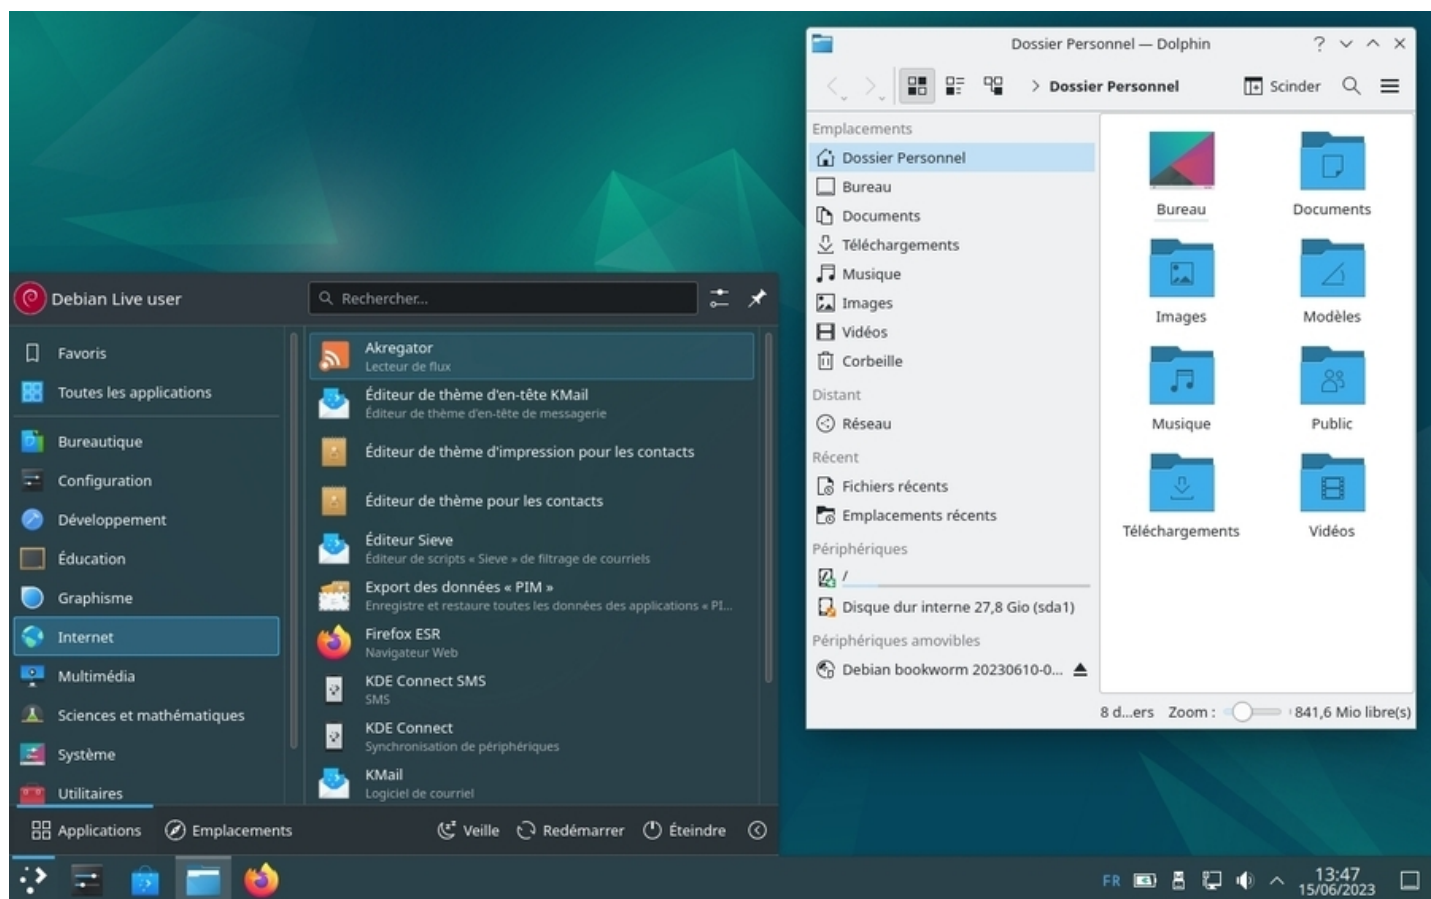 Dossier Personnel — Dolphin
Dossier Personnel
Scinder
Emplacements
Dossier Personnel
Bureau
Documents
Téléchargements
Musique
Images
Vidéos
Corbeille
Distant
Réseau
Récent
Fichiers récents
Emplacements récents
Périphériques
/
Disque dur interne 27,8 Gio (sda1)
Périphériques amovibles
Debian bookworm 20230610-0...
Bureau
Documents
Images
Modèles
Musique
Public
Téléchargements
Vidéos
8 d...ers Zoom : 841,6 Mio libre(s)
Debian Live user
Rechercher...
Favoris
Toutes les applications
Bureautique
Configuration
Développement
Éducation
Graphisme
Internet
Multimédia
Sciences et mathématiques
Système
Utilitaires
Akregator
Lecteur de flux
Éditeur de thème d'en-tête KMail
Éditeur de thème d'en-tête de messagerie
Éditeur de thème d'impression pour les contacts
Éditeur de thème pour les contacts
Éditeur Sieve
Éditeur de scripts « Sieve » de filtrage de courriels
Export des données « PIM »
Enregistre et restaure toutes les données des applications « PI...
Firefox ESR
Navigateur Web
KDE Connect SMS
SMS
KDE Connect
Synchronisation de périphériques
KMail
Logiciel de courriel
Applications
Emplacements
Veille
Redémarrer
Éteindre
FR
13:47
15/06/2023